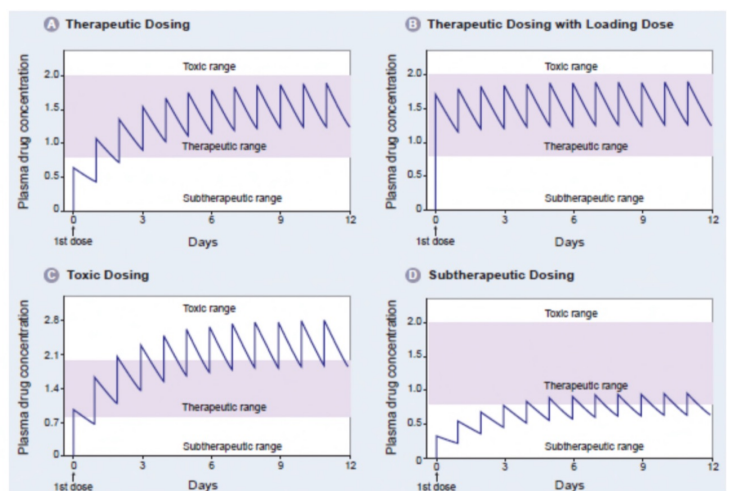 A Therapeutic Dosing
Plasma drug concentration
2.0
1.5
1.0
0.5
0
Toxic range
Therapeutic range
Subtherapeutic range
0 3 6 9 12
1st dose
Days
B Therapeutic Dosing with Loading Dose
Plasma drug concentration
2.0
1.5
1.0
0.5
0
Toxic range
Therapeutic range
Subtherapeutic range
0 3 6 9 12
1st dose
Days
C Toxic Dosing
Plasma drug concentration
2.8
2.1
1.4
0.7
0
Toxic range
Therapeutic range
Subtherapeutic range
0 3 6 9 12
1st dose
Days
D Subtherapeutic Dosing
Plasma drug concentration
2.0
1.5
1.0
0.5
0
Toxic range
Therapeutic range
Subtherapeutic range
0 3 6 9 12
1st dose
Days